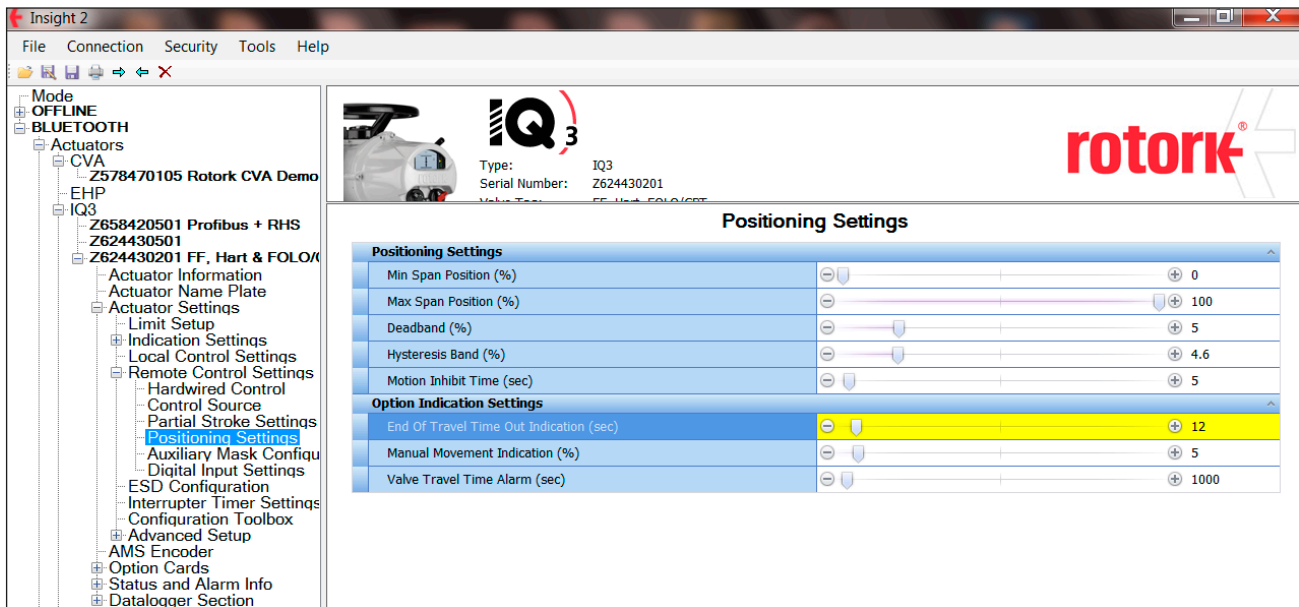 Insight 2
File Connection Security Tools Help
Mode
OFFLINE
BLUETOOTH
Actuators
CVA
Z578470105 Rotork CVA Demo
EHP
IQ3
Z658420501 Profibus + RHS
Z624430501
Z624430201 FF, Hart & FOLO/(
Actuator Information
Actuator Name Plate
Actuator Settings
Limit Setup
Indication Settings
Local Control Settings
Remote Control Settings
Hardwired Control
Control Source
Partial Stroke Settings
Positioning Settings
Auxiliary Mask Configu
Digital Input Settings
ESD Configuration
Interrupter Timer Settings
Configuration Toolbox
Advanced Setup
AMS Encoder
Option Cards
Status and Alarm Info
Datalogger Section
IQ3
Type: IQ3
Serial Number: Z624430201
Valve Tag: FF, Hart, FOLO/CPT
rotork®
Positioning Settings
Positioning Settings
Min Span Position (%) 0
Max Span Position (%) 100
Deadband (%) 5
Hysteresis Band (%) 4.6
Motion Inhibit Time (sec) 5
Option Indication Settings
End Of Travel Time Out Indication (sec) 12
Manual Movement Indication (%) 5
Valve Travel Time Alarm (sec) 1000